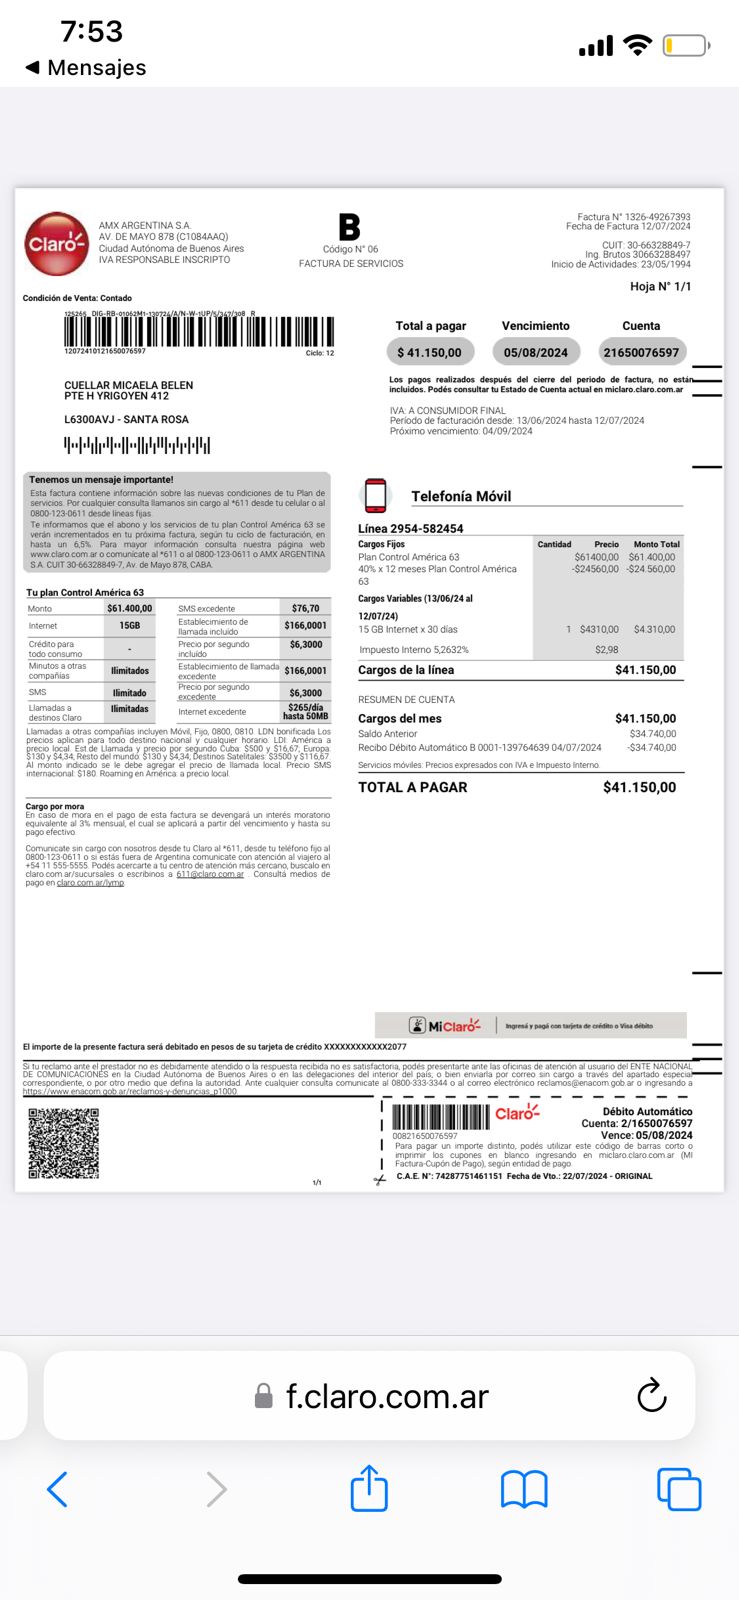 7:53
Mensajes
Claro
AMX ARGENTINA S.A.
AV. DE MAYO 878 (C1084AAQ)
Ciudad Autónoma de Buenos Aires
IVA RESPONSABLE INSCRIPTO
B
Código N° 06
FACTURA DE SERVICIOS
Factura N° 1326-49267393
Fecha de Factura 12/07/2024
CUIT: 30-66328849-7
Ing. Brutos 30663288497
Inicio de Actividades: 23/05/1994
Hoja N° 1/1
Condición de Venta: Contado
125265 DIG-RB-01062M1-130724/A/N-W-1UP/5/347/308 R
12072410121650076597
Ciclo: 12
CUELLAR MICAELA BELEN
PTE H YRIGOYEN 412
L6300AVJ - SANTA ROSA
Total a pagar Vencimiento Cuenta
$ 41.150,00 05/08/2024 21650076597
Los pagos realizados después del cierre del periodo de factura, no están
incluidos. Podés consultar tu Estado de Cuenta actual en miclaro.claro.com.ar
IVA: A CONSUMIDOR FINAL
Período de facturación desde: 13/06/2024 hasta 12/07/2024
Próximo vencimiento: 04/09/2024
Tenemos un mensaje importante!
Esta factura contiene información sobre las nuevas condiciones de tu Plan de
servicios. Por cualquier consulta llamanos sin cargo al *611 desde tu celular o al
0800-123-0611 desde líneas fijas.
Te informamos que el abono y los servicios de tu plan Control América 63 se
verán incrementados en tu próxima factura, según tu ciclo de facturación, en
hasta un 6,5%. Para mayor información consulta nuestra página web
www.claro.com.ar o comunícate al *611 o al 0800-123-0611 o AMX ARGENTINA
S.A. CUIT 30-66328849-7, Av. de Mayo 878, CABA.
Tu plan Control América 63
Monto $61.400,00 SMS excedente $76,70
Internet 15GB Establecimiento de
llamada incluido $166,0001
Crédito para
todo consumo - Precio por segundo
incluido $6,3000
Minutos a otras
compañías Ilimitados Establecimiento de llamada
excedente $166,0001
SMS Ilimitado Precio por segundo
excedente $6,3000
Llamadas a
destinos Claro Ilimitadas Internet excedente $265/día
hasta 50MB
Llamadas a otras compañías incluyen Móvil, Fijo, 0800, 0810. LDN bonificada Los
precios aplican para todo destino nacional y cualquier horario. LDI: América a
precio local. Est de Llamada y precio por segundo Cuba: $500 y $16,67, Europa:
$130 y $4,34, Resto del mundo: $130 y $4,34, Destinos Satelitales: $3500 y $116,67.
Al monto indicado se le debe agregar el precio de llamada local. Precio SMS
internacional: $180. Roaming en América: a precio local.
Cargo por mora
En caso de mora en el pago de esta factura se devengará un interés moratorio
equivalente al 3% mensual, el cual se aplicará a partir del vencimiento y hasta su
pago efectivo.
Comunicate sin cargo con nosotros desde tu Claro al *611, desde tu teléfono fijo al
0800-123-0611 o si estás fuera de Argentina comunicate con atención al viajero al
+54 11 555-5555. Podés acercarte a tu centro de atención más cercano, buscalo en
claro.com.ar/sucursales o escribinos a 611@claro.com.ar . Consultá medios de
pago en claro.com.ar/lymp.
Telefonía Móvil
Línea 2954-582454
Cargos Fijos Cantidad Precio Monto Total
Plan Control América 63 $61400,00 $61.400,00
40% x 12 meses Plan Control América -$24560,00 -$24.560,00
63
Cargos Variables (13/06/24 al
12/07/24)
15 GB Internet x 30 días 1 $4310,00 $4.310,00
Impuesto Interno 5,2632% $2,98
Cargos de la línea $41.150,00
RESUMEN DE CUENTA
Cargos del mes $41.150,00
Saldo Anterior $34.740,00
Recibo Débito Automático B 0001-139764639 04/07/2024 -$34.740,00
Servicios móviles: Precios expresados con IVA e Impuesto Interno.
TOTAL A PAGAR $41.150,00
MiClaro Ingresá y pagá con tarjeta de crédito o Visa débito
El importe de la presente factura será debitado en pesos de su tarjeta de crédito XXXXXXXXXXXX2077
Si tu reclamo ante el prestador no es debidamente atendido o la respuesta recibida no es satisfactoria, podés presentarte ante las oficinas de atención al usuario del ENTE NACIONAL
DE COMUNICACIONES en la Ciudad Autónoma de Buenos Aires o en las delegaciones del interior del país; o bien enviarla por correo sin cargo a través del apartado especial
correspondiente, o por otro medio que defina la autoridad. Ante cualquier consulta comunicate al 0800-333-3344 o al correo electrónico reclamos@enacom.gob.ar o ingresando a
https://www.enacom.gob.ar/reclamos-y-denuncias_p1000.
00821650076597
Claro
Débito Automático
Cuenta: 2/1650076597
Vence: 05/08/2024
Para pagar un importe distinto, podés utilizar este código de barras corto o
imprimir los cupones en blanco ingresando en miclaro.claro.com.ar (Mi
Factura-Cupón de Pago), según entidad de pago
C.A.E. N°: 74287751461151 Fecha de Vto.: 22/07/2024 - ORIGINAL
1/1
f.claro.com.ar